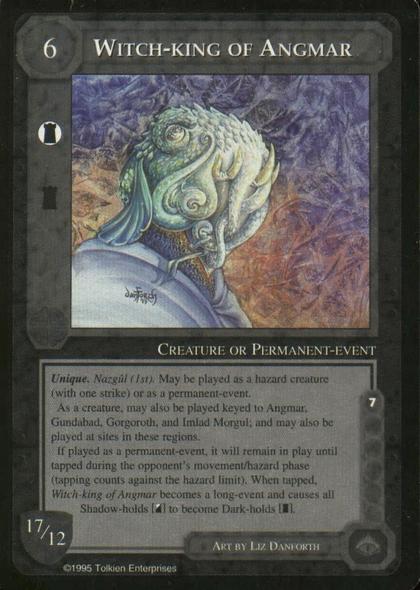 6
WITCH-KING OF ANGMAR
CREATURE OR PERMANENT-EVENT
Unique. Nazgûl (1st). May be played as a hazard creature
(with one strike) or as a permanent-event.
As a creature, may also be played keyed to Angmar,
Gundabad, Gorgoroth, and Imlad Morgul; and may also be
played at sites in these regions.
If played as a permanent-event, it will remain in play until
tapped during the opponent's movement/hazard phase
(tapping counts against the hazard limit). When tapped,
Witch-king of Angmar becomes a long-event and causes all
Shadow-holds [] to become Dark-holds [].
7
17/12
ART BY LIZ DANFORTH
©1995 Tolkien Enterprises